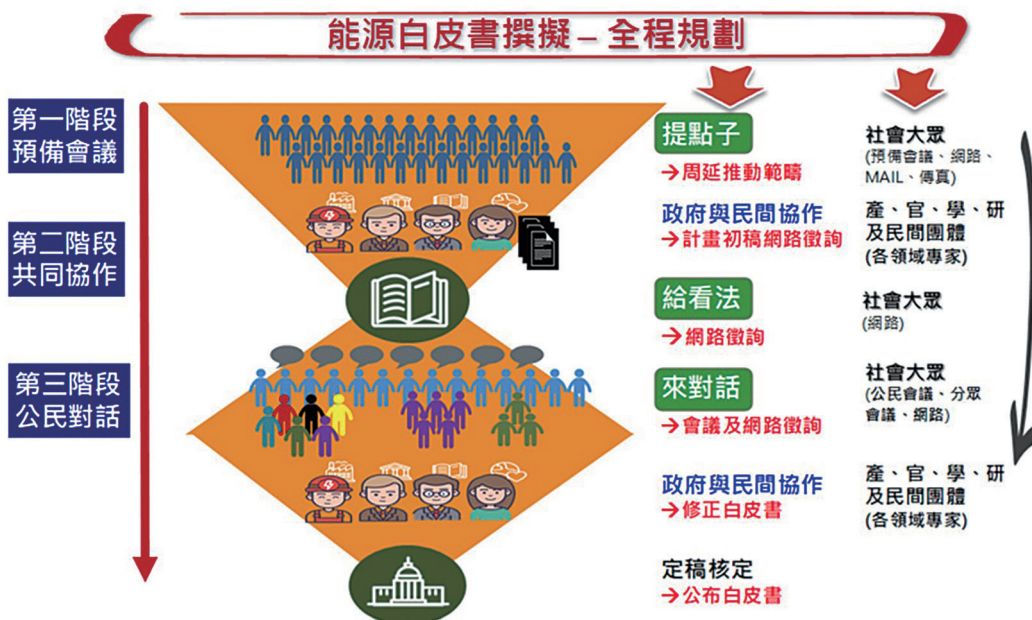 能源白皮書撰擬 – 全程規劃
第一階段
預備會議
第二階段
共同協作
第三階段
公民對話
提點子
→周延推動範疇
政府與民間協作
→計畫初稿網路徵詢
給看法
→網路徵詢
來對話
→會議及網路徵詢
政府與民間協作
→修正白皮書
定稿核定
→公布白皮書
社會大眾
(預備會議、網路、
MAIL、傳真)
產、官、學、研
及民間團體
(各領域專家)
社會大眾
(網路)
社會大眾
(公民會議、分眾
會議、網路)
產、官、學、研
及民間團體
(各領域專家)